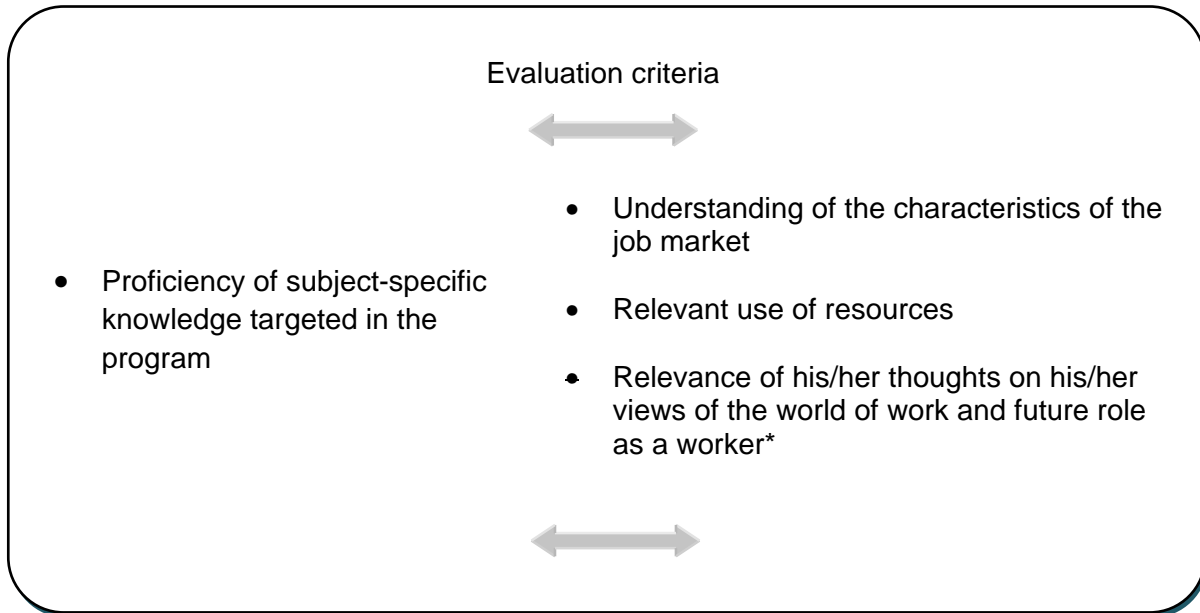 Evaluation criteria
• Proficiency of subject-specific
knowledge targeted in the
program
• Understanding of the characteristics of the
job market
• Relevant use of resources
• Relevance of his/her thoughts on his/her
views of the world of work and future role
as a worker*